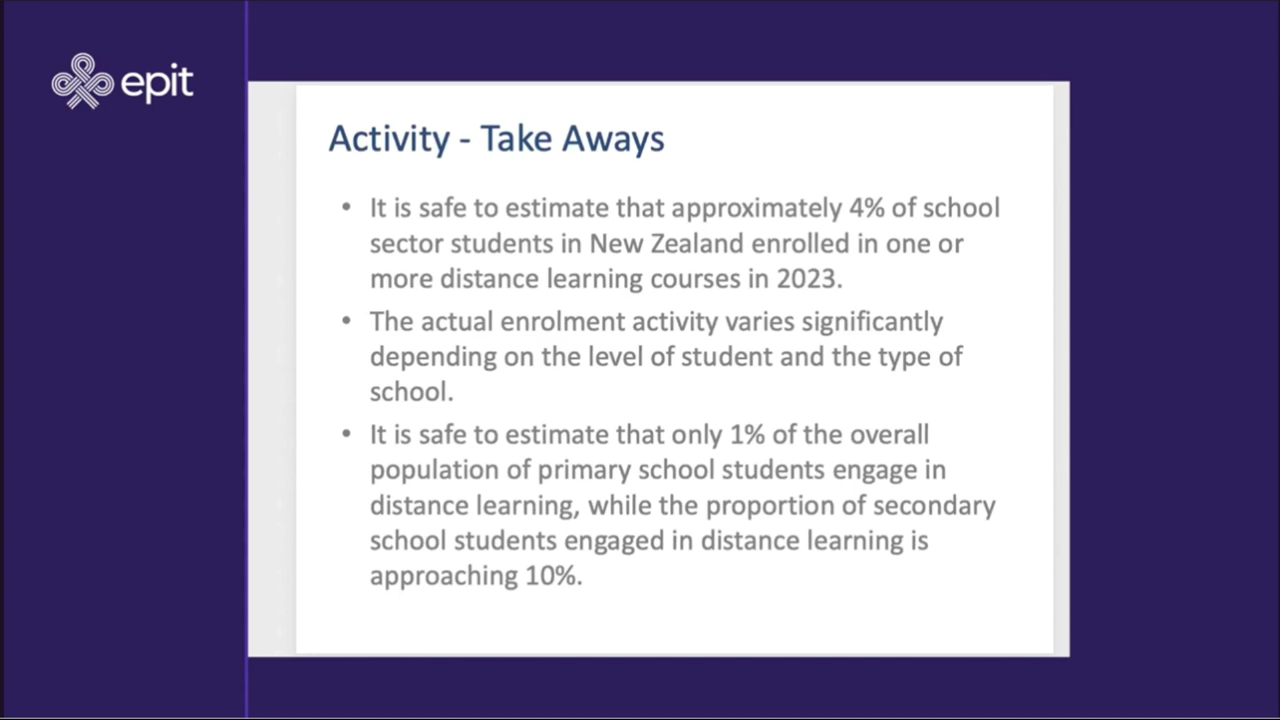 epit
Activity - Take Aways
• It is safe to estimate that approximately 4% of school
sector students in New Zealand enrolled in one or
more distance learning courses in 2023.
• The actual enrolment activity varies significantly
depending on the level of student and the type of
school.
• It is safe to estimate that only 1% of the overall
population of primary school students engage in
distance learning, while the proportion of secondary
school students engaged in distance learning is
approaching 10%.